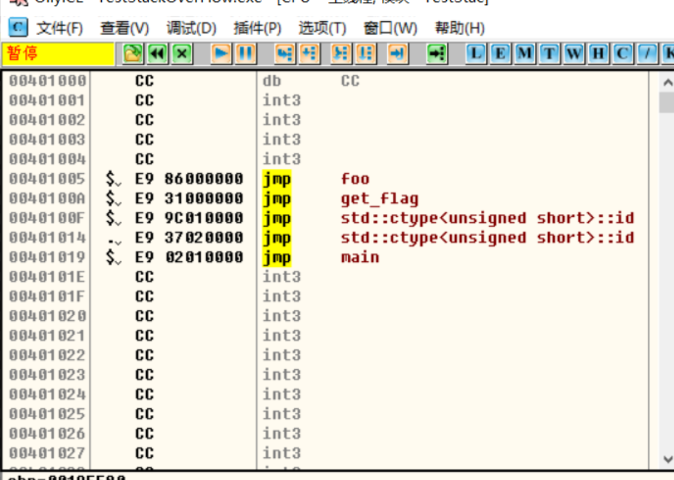 文件(F) 查看(V) 调试(D) 插件(P) 选项(T) 窗口(W) 帮助(H)
暂停 L E M T W H C / K
00401000 CC db CC
00401001 CC int3
00401002 CC int3
00401003 CC int3
00401004 CC int3
00401005 $. E9 86000000 jmp foo
0040100A $. E9 31000000 jmp get_flag
0040100F $. E9 9C010000 jmp std::ctype<unsigned short>::id
00401014 .. E9 37020000 jmp std::ctype<unsigned short>::id
00401019 $. E9 02010000 jmp main
0040101E CC int3
0040101F CC int3
00401020 CC int3
00401021 CC int3
00401022 CC int3
00401023 CC int3
00401024 CC int3
00401025 CC int3
00401026 CC int3
00401027 CC int3